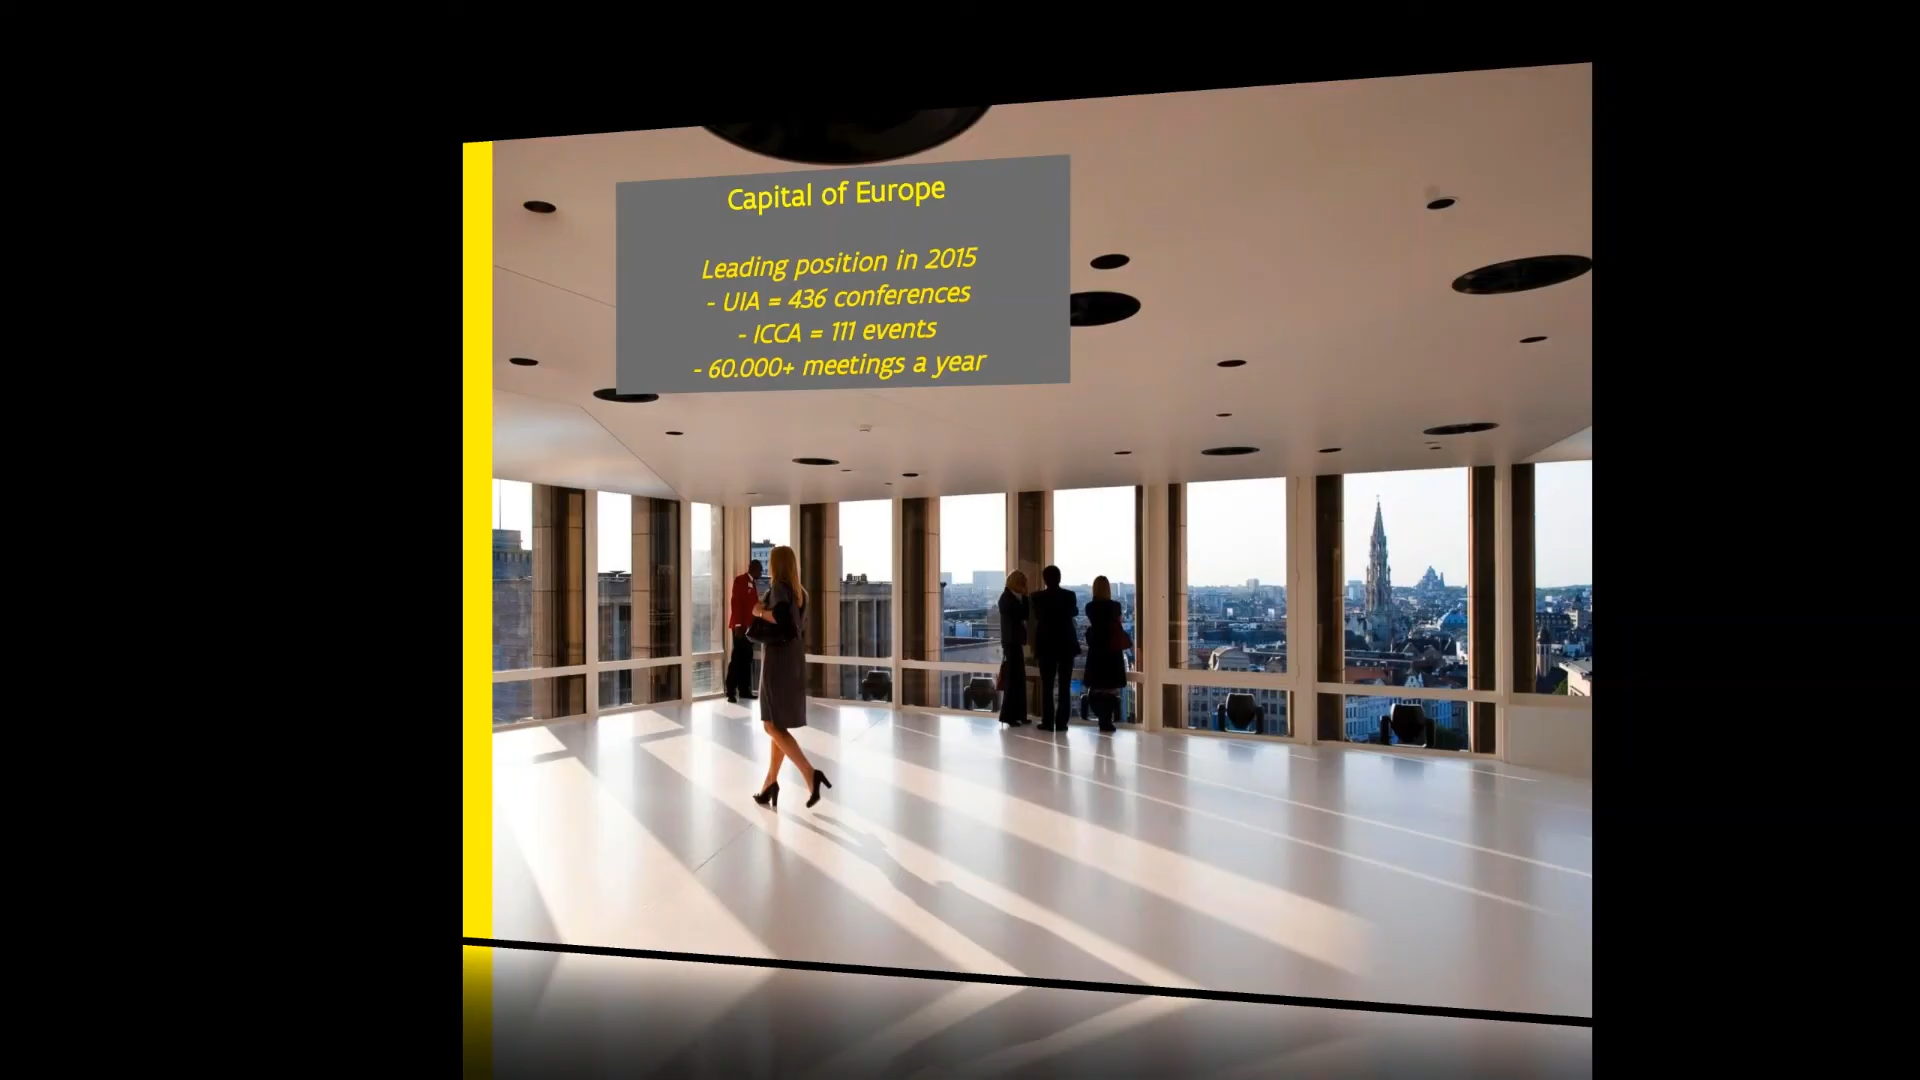 Capital of Europe
Leading position in 2015
- UIA = 436 conferences
- ICCA = 111 events
- 60.000+ meetings a year